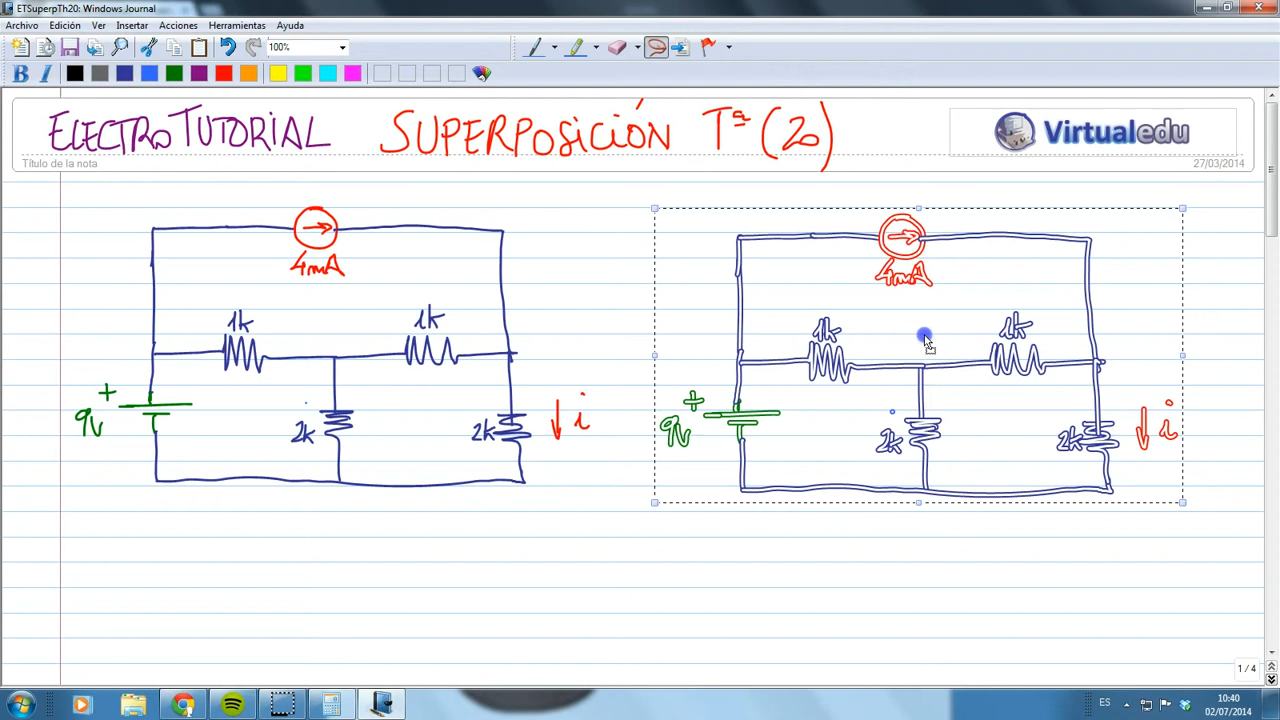 ETSuperpTh20: Windows Journal
Archivo Edición Ver Insertar Acciones Herramientas Ayuda
100%
B I
ELECTROTUTORIAL SUPERPOSICIÓN Tª (20)
Virtualedu
Título de la nota
27/03/2014
4mA
1k
1k
+
9V
2k
2k
i
4mA
1k
1k
+
9V
2k
2k
i
1 / 4
ES
10:40
02/07/2014